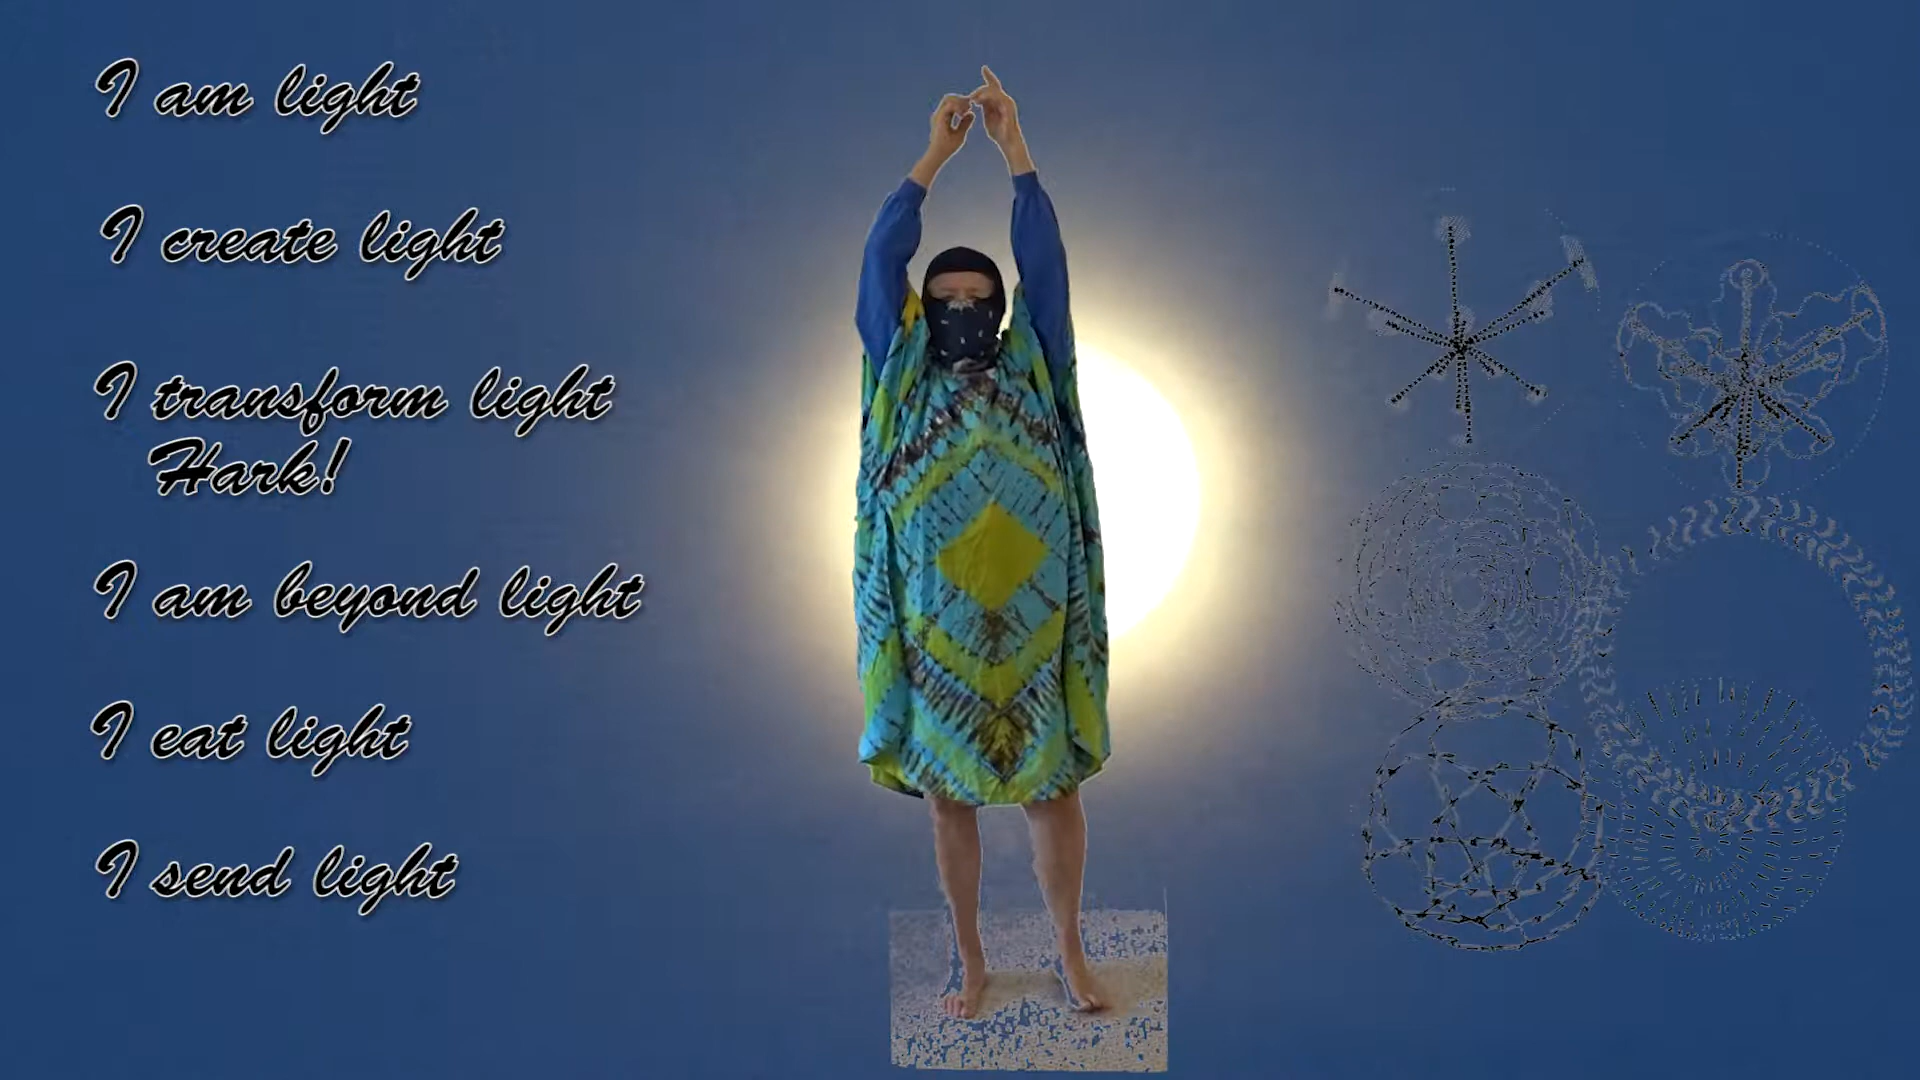 I am light
I create light
I transform light
Hark!
I am beyond light
I eat light
I send light